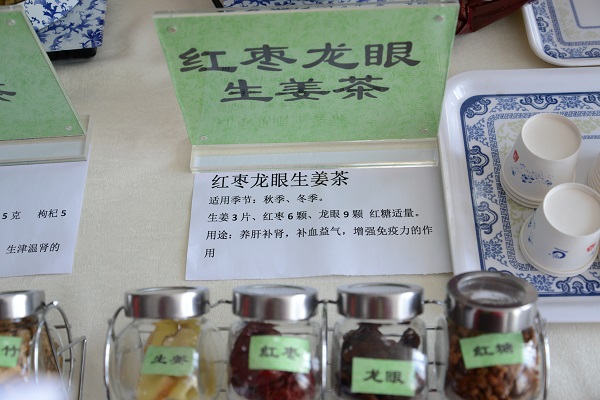 红枣龙眼
生姜茶
茶
红枣龙眼生姜茶
适用季节：秋季、冬季。
生姜 3 片、红枣 6 颗、龙眼 9 颗 红糖适量。
用途：养肝补肾，补血益气，增强免疫力的作
用
5 克 枸杞 5
生津温肾的
竹
生姜
红枣
龙眼
红糖